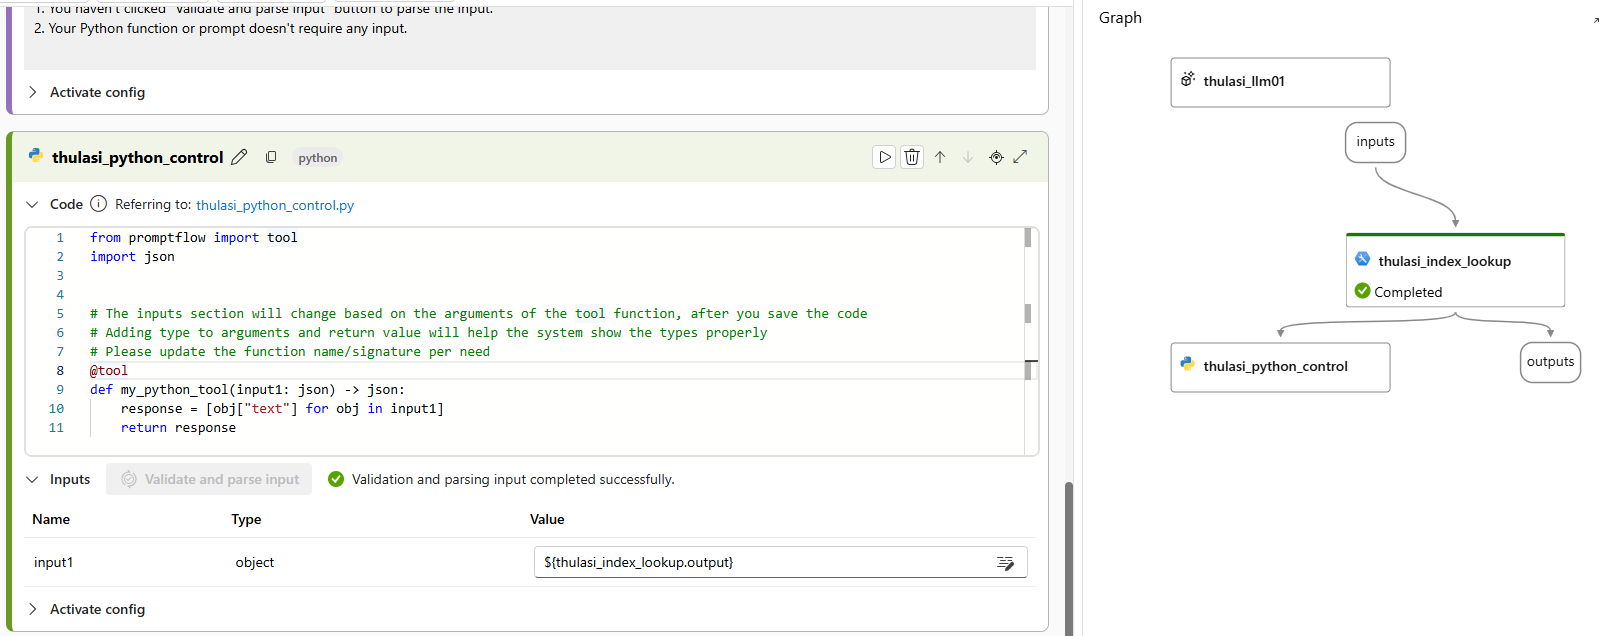 1. You haven't clicked "Validate and parse input" button to parse the input.
2. Your Python function or prompt doesn't require any input.
Activate config
thulasi_python_control
python
Code
Referring to: thulasi_python_control.py
1 from promptflow import tool
2 import json
3
4
5 # The inputs section will change based on the arguments of the tool function, after you save the code
6 # Adding type to arguments and return value will help the system show the types properly
7 # Please update the function name/signature per need
8 @tool
9 def my_python_tool(input1: json) -> json:
10 response = [obj["text"] for obj in input1]
11 return response
Inputs
Validate and parse input
Validation and parsing input completed successfully.
Name Type Value
input1 object ${thulasi_index_lookup.output}
Activate config
Graph
thulasi_llm01
inputs
thulasi_index_lookup
Completed
thulasi_python_control
outputs